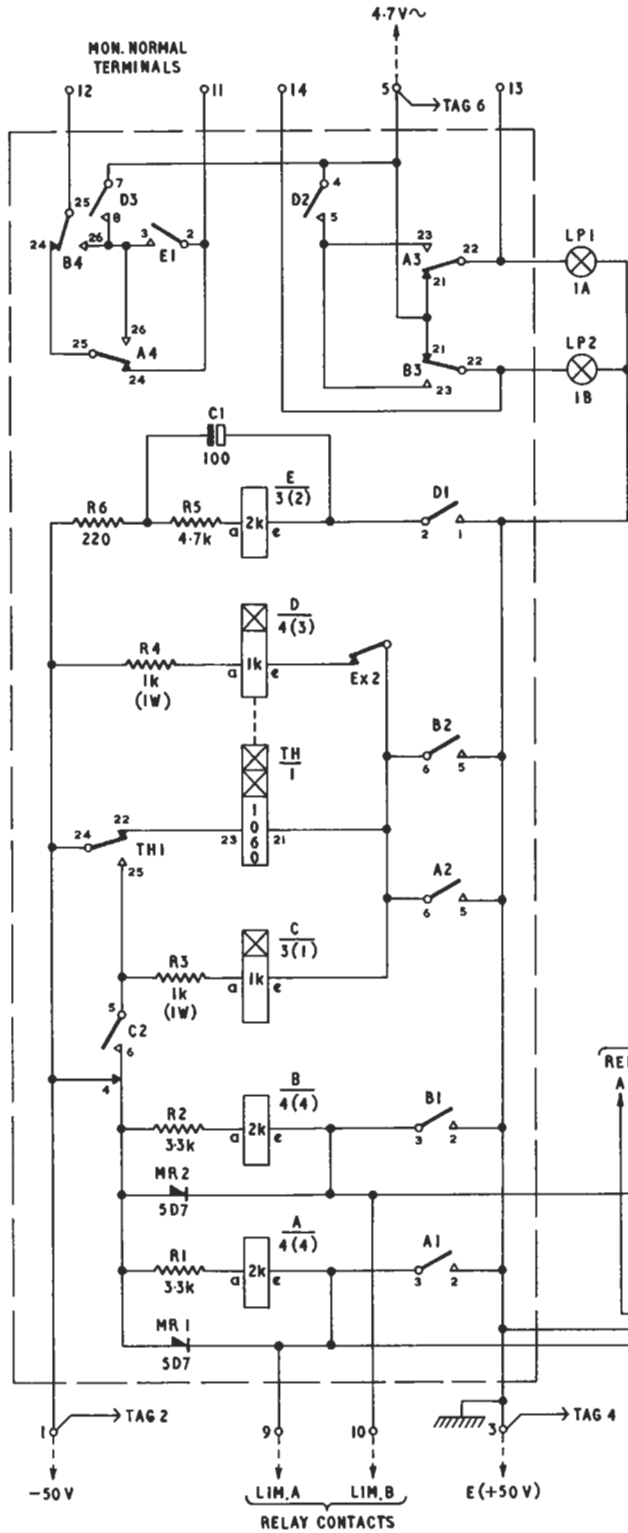 4·7V∼
MON. NORMAL
TERMINALS
12
11
14
5
TAG 6
13
7
D3
8
25
24
B4
26
3
E1
2
D2
4
5
23
A3
22
21
LP1
1A
26
25
A4
24
21
B3
22
23
LP2
1B
C1
100
R6
220
R5
4·7k
E
3(2)
a
2k
e
D1
2
1
R4
1k
(1W)
D
4(3)
a
1k
e
Ex2
B2
6
5
TH
1
24
22
TH1
25
23
1060
21
A2
6
5
R3
1k
(1W)
C
3(1)
a
1k
e
5
C2
6
4
R2
3·3k
B
4(4)
a
2k
e
B1
3
2
MR2
5D7
R1
3·3k
A
4(4)
a
2k
e
A1
3
2
MR1
5D7
A
1
TAG 2
9
10
3
TAG 4
-50V
LIM.A
LIM.B
E(+50V)
RELAY CONTACTS